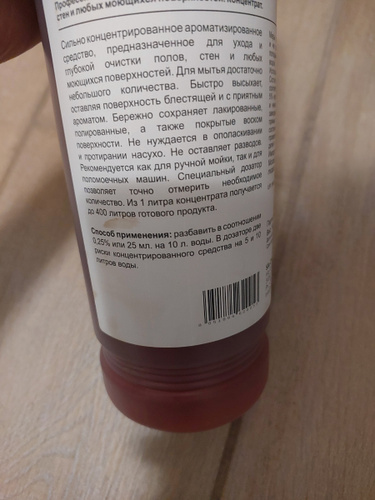 стен и любых моющихся поверхностей. Концентрат.
Сильно концентрированное ароматизированное
средство, предназначенное для ухода и
глубокой очистки полов, стен и любых
моющихся поверхностей. Для мытья достаточно
небольшого количества. Быстро высыхает,
оставляя поверхность блестящей и с приятным
ароматом. Бережно сохраняет лакированные,
полированные, а также покрытые воском
поверхности. Не нуждается в ополаскивании
и протирании насухо. Не оставляет разводов.
Рекомендуется как для ручной мойки, так и для
поломоечных машин. Специальный дозатор
позволяет точно отмерить необходимое
количество. Из 1 литра концентрата получается
до 400 литров готового продукта.
Способ применения: разбавить в соотношении
0,25% или 25 мл. на 10 л. воды. В дозаторе две
риски концентрированного средства на 5 и 10
литров воды.